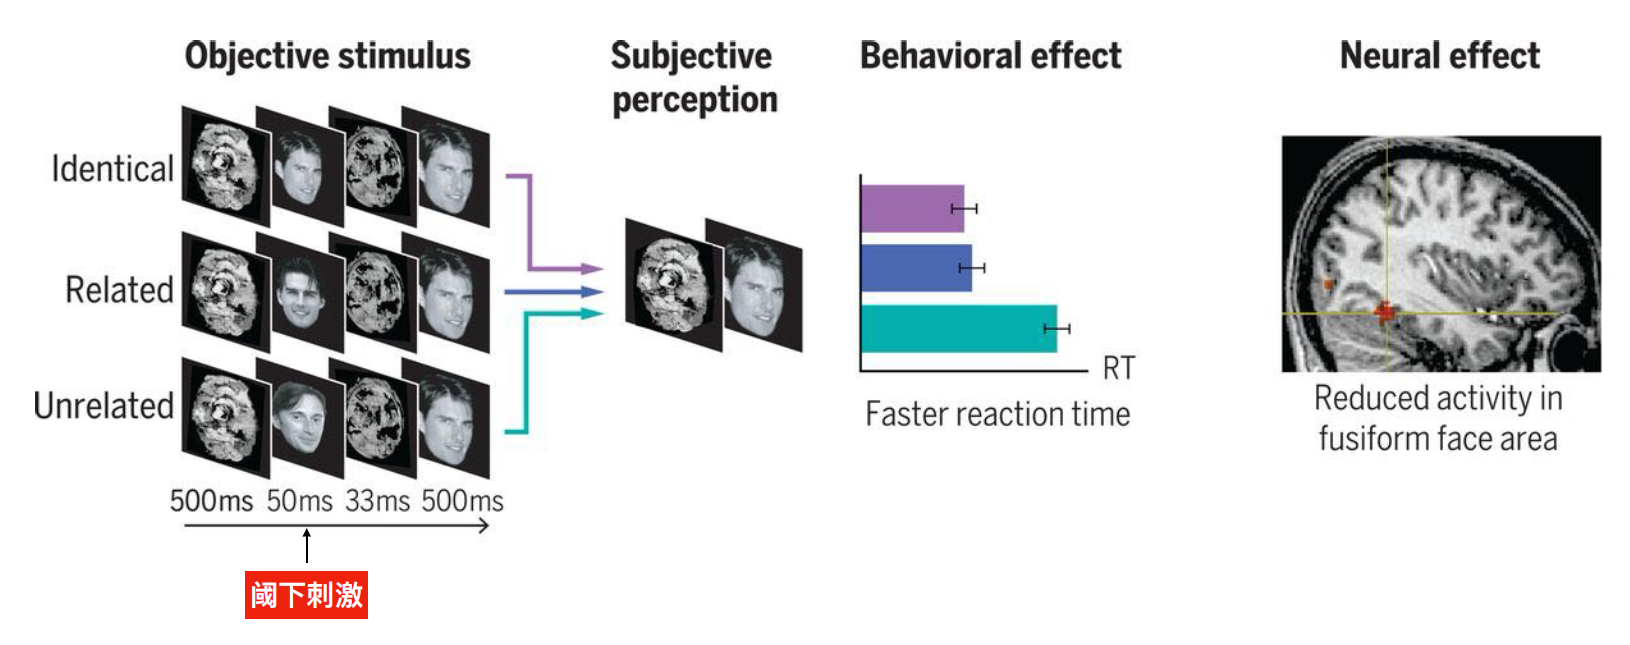 Objective stimulus
Subjective
perception
Behavioral effect
Neural effect
Identical
Related
Unrelated
500ms 50ms 33ms 500ms
閾下刺激
RT
Faster reaction time
Reduced activity in
fusiform face area